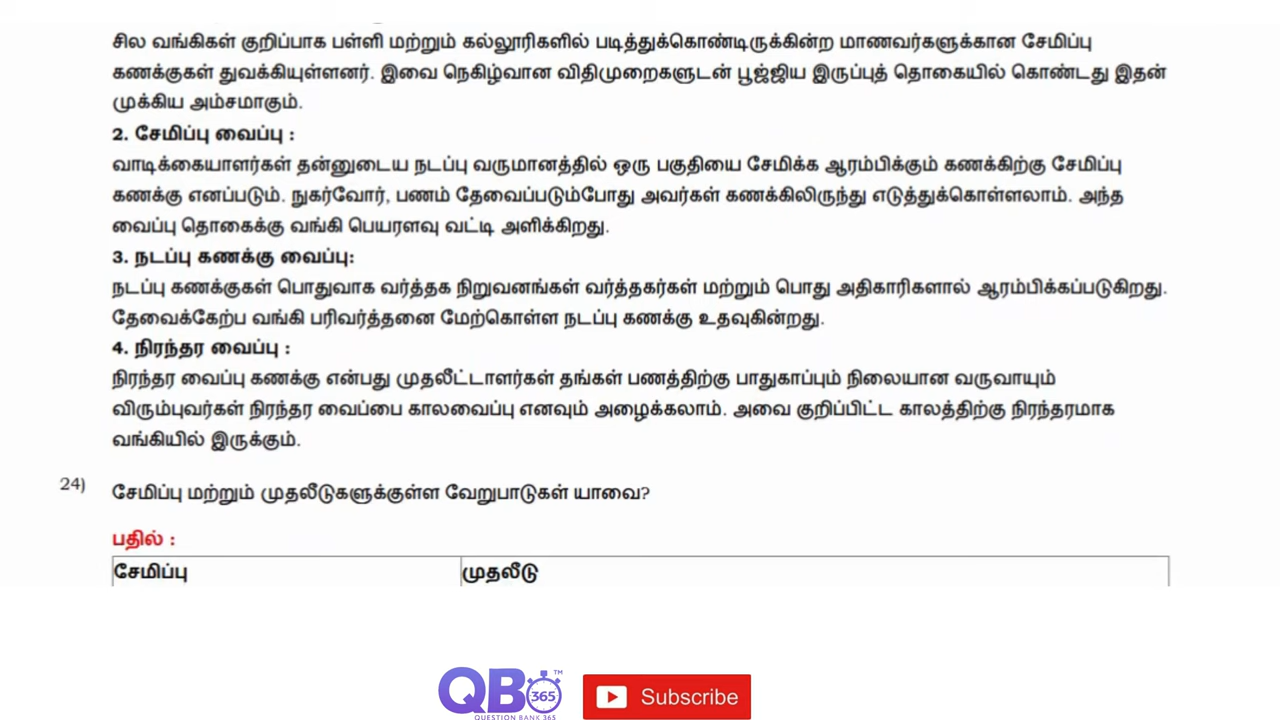 சில வங்கிகள் குறிப்பாக பள்ளி மற்றும் கல்லூரிகளில் படித்துக்கொண்டிருக்கின்ற மாணவர்களுக்கான சேமிப்பு
கணக்குகள் துவக்கியுள்ளனர். இவை நெகிழ்வான விதிமுறைகளுடன் பூஜ்ஜிய இருப்புத் தொகையில் கொண்டது இதன்
முக்கிய அம்சமாகும்.
2. சேமிப்பு வைப்பு :
வாடிக்கையாளர்கள் தன்னுடைய நடப்பு வருமானத்தில் ஒரு பகுதியை சேமிக்க ஆரம்பிக்கும் கணக்கிற்கு சேமிப்பு
கணக்கு எனப்படும். நுகர்வோர், பணம் தேவைப்படும்போது அவர்கள் கணக்கிலிருந்து எடுத்துக்கொள்ளலாம். அந்த
வைப்பு தொகைக்கு வங்கி பெயரளவு வட்டி அளிக்கிறது.
3. நடப்பு கணக்கு வைப்பு:
நடப்பு கணக்குகள் பொதுவாக வர்த்தக நிறுவனங்கள் வர்த்தகர்கள் மற்றும் பொது அதிகாரிகளால் ஆரம்பிக்கப்படுகிறது.
தேவைக்கேற்ப வங்கி பரிவர்த்தனை மேற்கொள்ள நடப்பு கணக்கு உதவுகின்றது.
4. நிரந்தர வைப்பு :
நிரந்தர வைப்பு கணக்கு என்பது முதலீட்டாளர்கள் தங்கள் பணத்திற்கு பாதுகாப்பும் நிலையான வருவாயும்
விரும்புவர்கள் நிரந்தர வைப்பை காலவைப்பு எனவும் அழைக்கலாம். அவை குறிப்பிட்ட காலத்திற்கு நிரந்தரமாக
வங்கியில் இருக்கும்.
24) சேமிப்பு மற்றும் முதலீடுகளுக்குள்ள வேறுபாடுகள் யாவை?
பதில் :
சேமிப்பு முதலீடு
QB 365 ™
QUESTION BANK 365
Subscribe